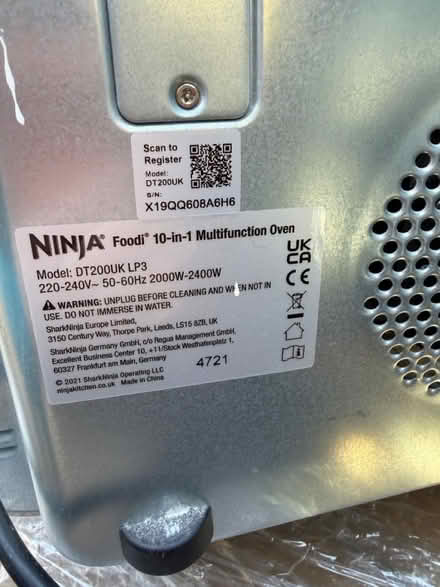 Scan to
Register
Model:
DT200UK
S/N:
X19QQ608A6H6
NINJA® Foodi® 10-in-1 Multifunction Oven
Model: DT200UK LP3
220-240V~ 50-60Hz 2000W-2400W
WARNING: UNPLUG BEFORE CLEANING AND WHEN NOT IN
USE. DO NOT IMMERSE IN WATER.
SharkNinja Europe Limited,
3150 Century Way, Thorpe Park, Leeds, LS15 8ZB, UK
SharkNinja Germany GmbH, c/o Regus Management GmbH,
Excellent Business Center 10, +11/Stock Westhafenplatz 1,
60327 Frankfurt am Main, Germany
4721
© 2021 SharkNinja Operating LLC
ninjakitchen.co.uk Made in China
UK
CA
CE